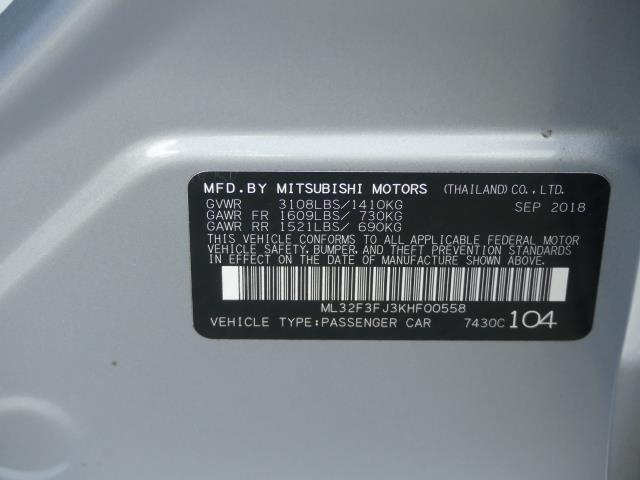 MFD.BY MITSUBISHI MOTORS (THAILAND)CO.,LTD.
GVWR 3108LBS/1410KG SEP 2018
GAWR FR 1609LBS/ 730KG
GAWR RR 1521LBS/ 690KG
THIS VEHICLE CONFORMS TO ALL APPLICABLE FEDERAL MOTOR
VEHICLE SAFETY, BUMPER, AND THEFT PREVENTION STANDARDS
IN EFFECT ON THE DATE OF MANUFACTURE SHOWN ABOVE.
ML32F3FJ3KHF00558
VEHICLE TYPE:PASSENGER CAR 7430C 104